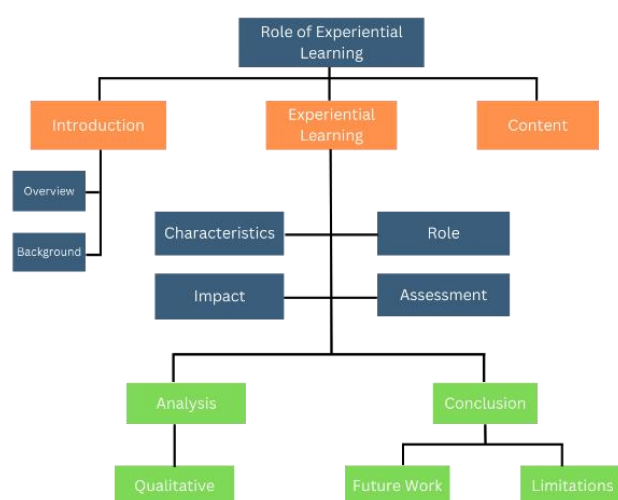 Role of Experiential
Learning
Introduction
Experiential
Learning
Content
Overview
Background
Characteristics
Role
Impact
Assessment
Analysis
Conclusion
Qualitative
Future Work
Limitations